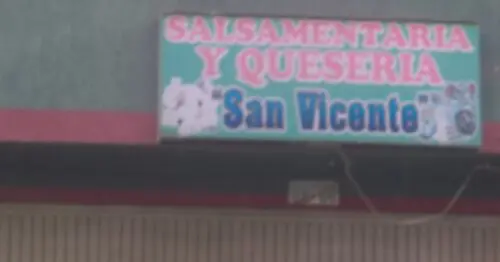 SALSAMENTARIA
Y QUESERIA
"San Vicente"